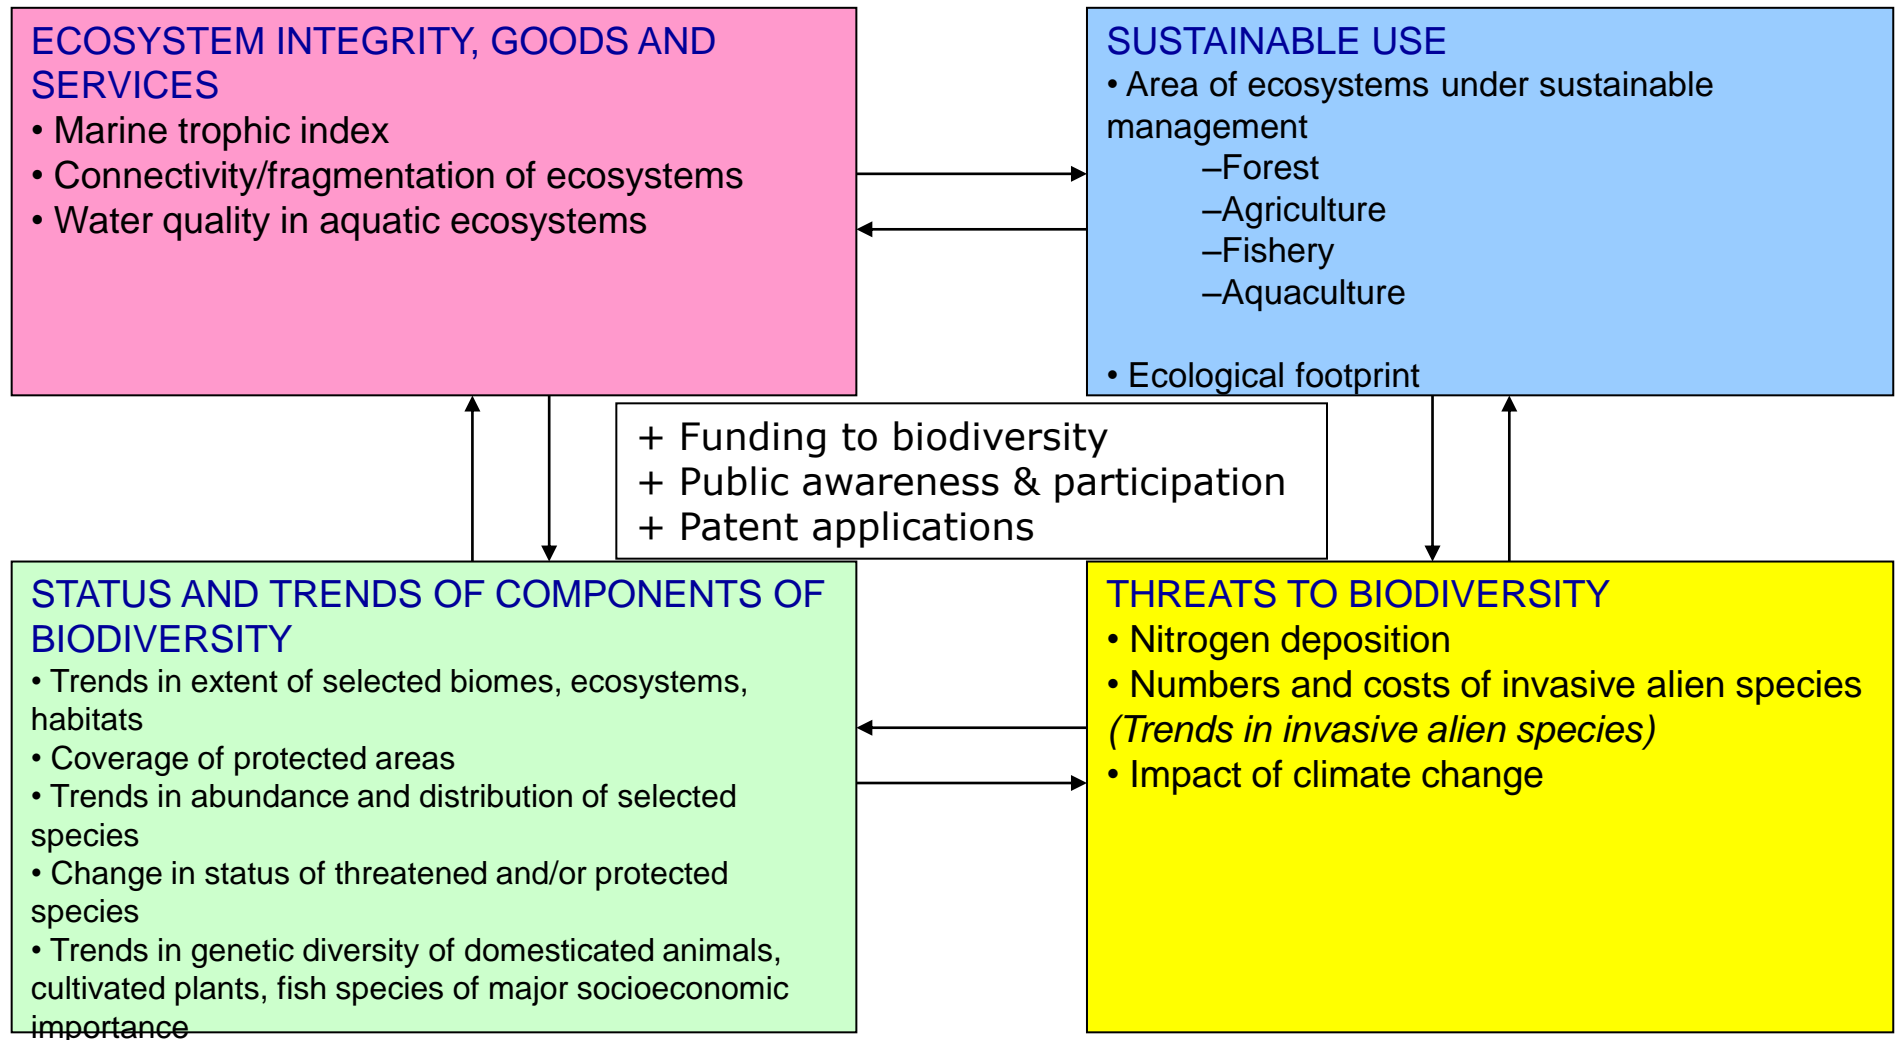 ECOSYSTEM INTEGRITY, GOODS AND
SERVICES
• Marine trophic index
• Connectivity/fragmentation of ecosystems
• Water quality in aquatic ecosystems
SUSTAINABLE USE
• Area of ecosystems under sustainable
management
–Forest
–Agriculture
–Fishery
–Aquaculture
• Ecological footprint
+ Funding to biodiversity
+ Public awareness & participation
+ Patent applications
STATUS AND TRENDS OF COMPONENTS OF
BIODIVERSITY
• Trends in extent of selected biomes, ecosystems,
habitats
• Coverage of protected areas
• Trends in abundance and distribution of selected
species
• Change in status of threatened and/or protected
species
• Trends in genetic diversity of domesticated animals,
cultivated plants, fish species of major socioeconomic
importance
THREATS TO BIODIVERSITY
• Nitrogen deposition
• Numbers and costs of invasive alien species
(Trends in invasive alien species)
• Impact of climate change